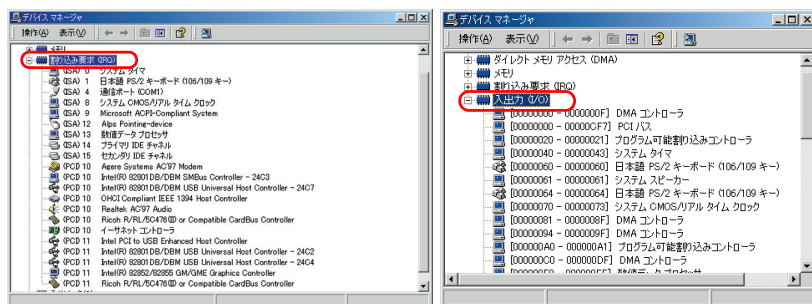 デバイス マネージャ
操作(A) 表示(V)
メモリ
割り込み要求 (IRQ)
(ISA) 0 システム タイマ
(ISA) 1 日本語 PS/2 キーボード (106/109 キー)
(ISA) 4 通信ポート (COM1)
(ISA) 8 システム CMOS/リアル タイム クロック
(ISA) 9 Microsoft ACPI-Compliant System
(ISA) 12 Alps Pointing-device
(ISA) 13 数値データ プロセッサ
(ISA) 14 プライマリ IDE チャネル
(ISA) 15 セカンダリ IDE チャネル
(PCI) 10 Agere Systems AC'97 Modem
(PCI) 10 Intel(R) 82801DB/DBM SMBus Controller - 24C3
(PCI) 10 Intel(R) 82801DB/DBM USB Universal Host Controller - 24C7
(PCI) 10 OHCI Compliant IEEE 1394 Host Controller
(PCI) 10 Realtek AC'97 Audio
(PCI) 10 Ricoh R/RL/5C476(II) or Compatible CardBus Controller
(PCI) 10 イーサネット コントローラ
(PCI) 11 Intel PCI to USB Enhanced Host Controller
(PCI) 11 Intel(R) 82801DB/DBM USB Universal Host Controller - 24C2
(PCI) 11 Intel(R) 82801DB/DBM USB Universal Host Controller - 24C4
(PCI) 11 Intel(R) 82852/82855 GM/GME Graphics Controller
(PCI) 11 Ricoh R/RL/5C476(II) or Compatible CardBus Controller
デバイス マネージャ
操作(A) 表示(V)
ダイレクト メモリ アクセス (DMA)
メモリ
割り込み要求 (IRQ)
入出力 (I/O)
[00000000 - 0000000F] DMA コントローラ
[00000000 - 00000CF7] PCI バス
[00000020 - 00000021] プログラム可能割り込みコントローラ
[00000040 - 00000043] システム タイマ
[00000060 - 00000060] 日本語 PS/2 キーボード (106/109 キー)
[00000061 - 00000061] システム スピーカー
[00000064 - 00000064] 日本語 PS/2 キーボード (106/109 キー)
[00000070 - 00000073] システム CMOS/リアル タイム クロック
[00000081 - 0000008F] DMA コントローラ
[00000094 - 0000009F] DMA コントローラ
[000000A0 - 000000A1] プログラム可能割り込みコントローラ
[000000C0 - 000000DF] DMA コントローラ